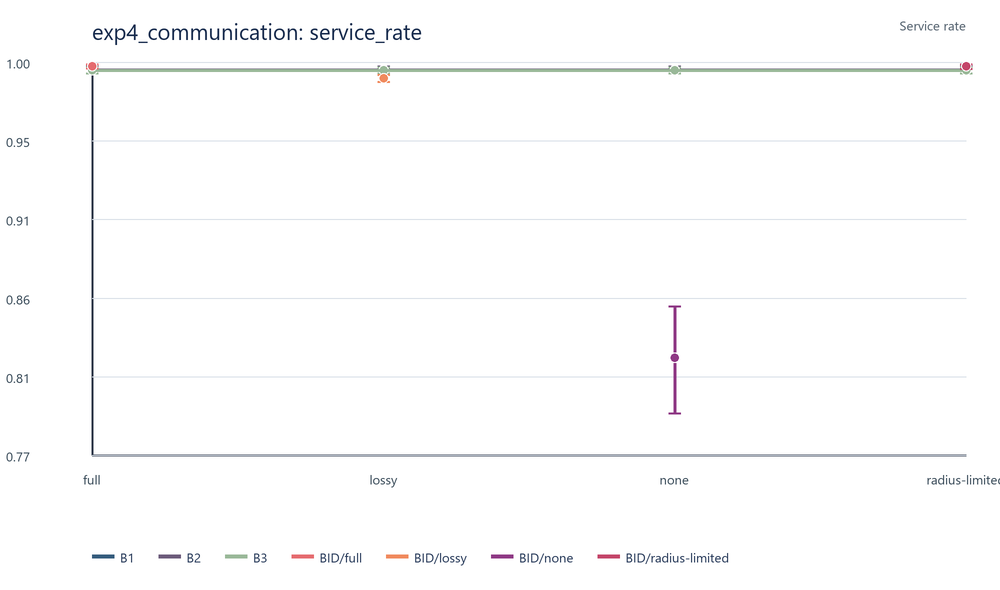 exp4_communication: service_rate
Service rate
1.00
0.95
0.91
0.86
0.81
0.77
full
lossy
none
radius-limited
B1
B2
B3
BID/full
BID/lossy
BID/none
BID/radius-limited